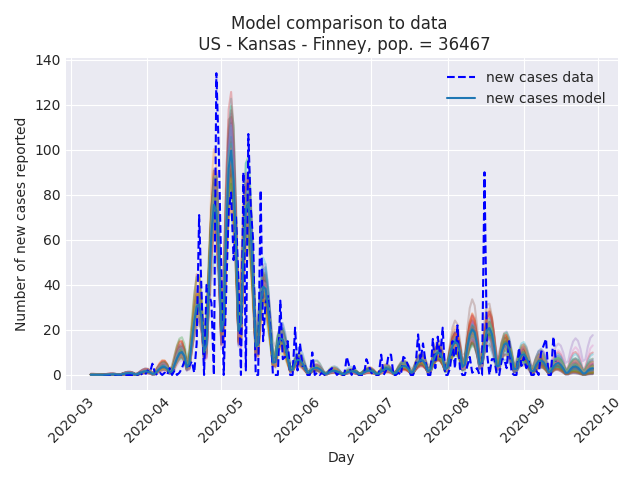 Model comparison to data
US - Kansas - Finney, pop. = 36467
new cases data
new cases model
Number of new cases reported
140
120
100
80
60
40
20
0
2020-03
2020-04
2020-05
2020-06
2020-07
2020-08
2020-09
2020-10
Day